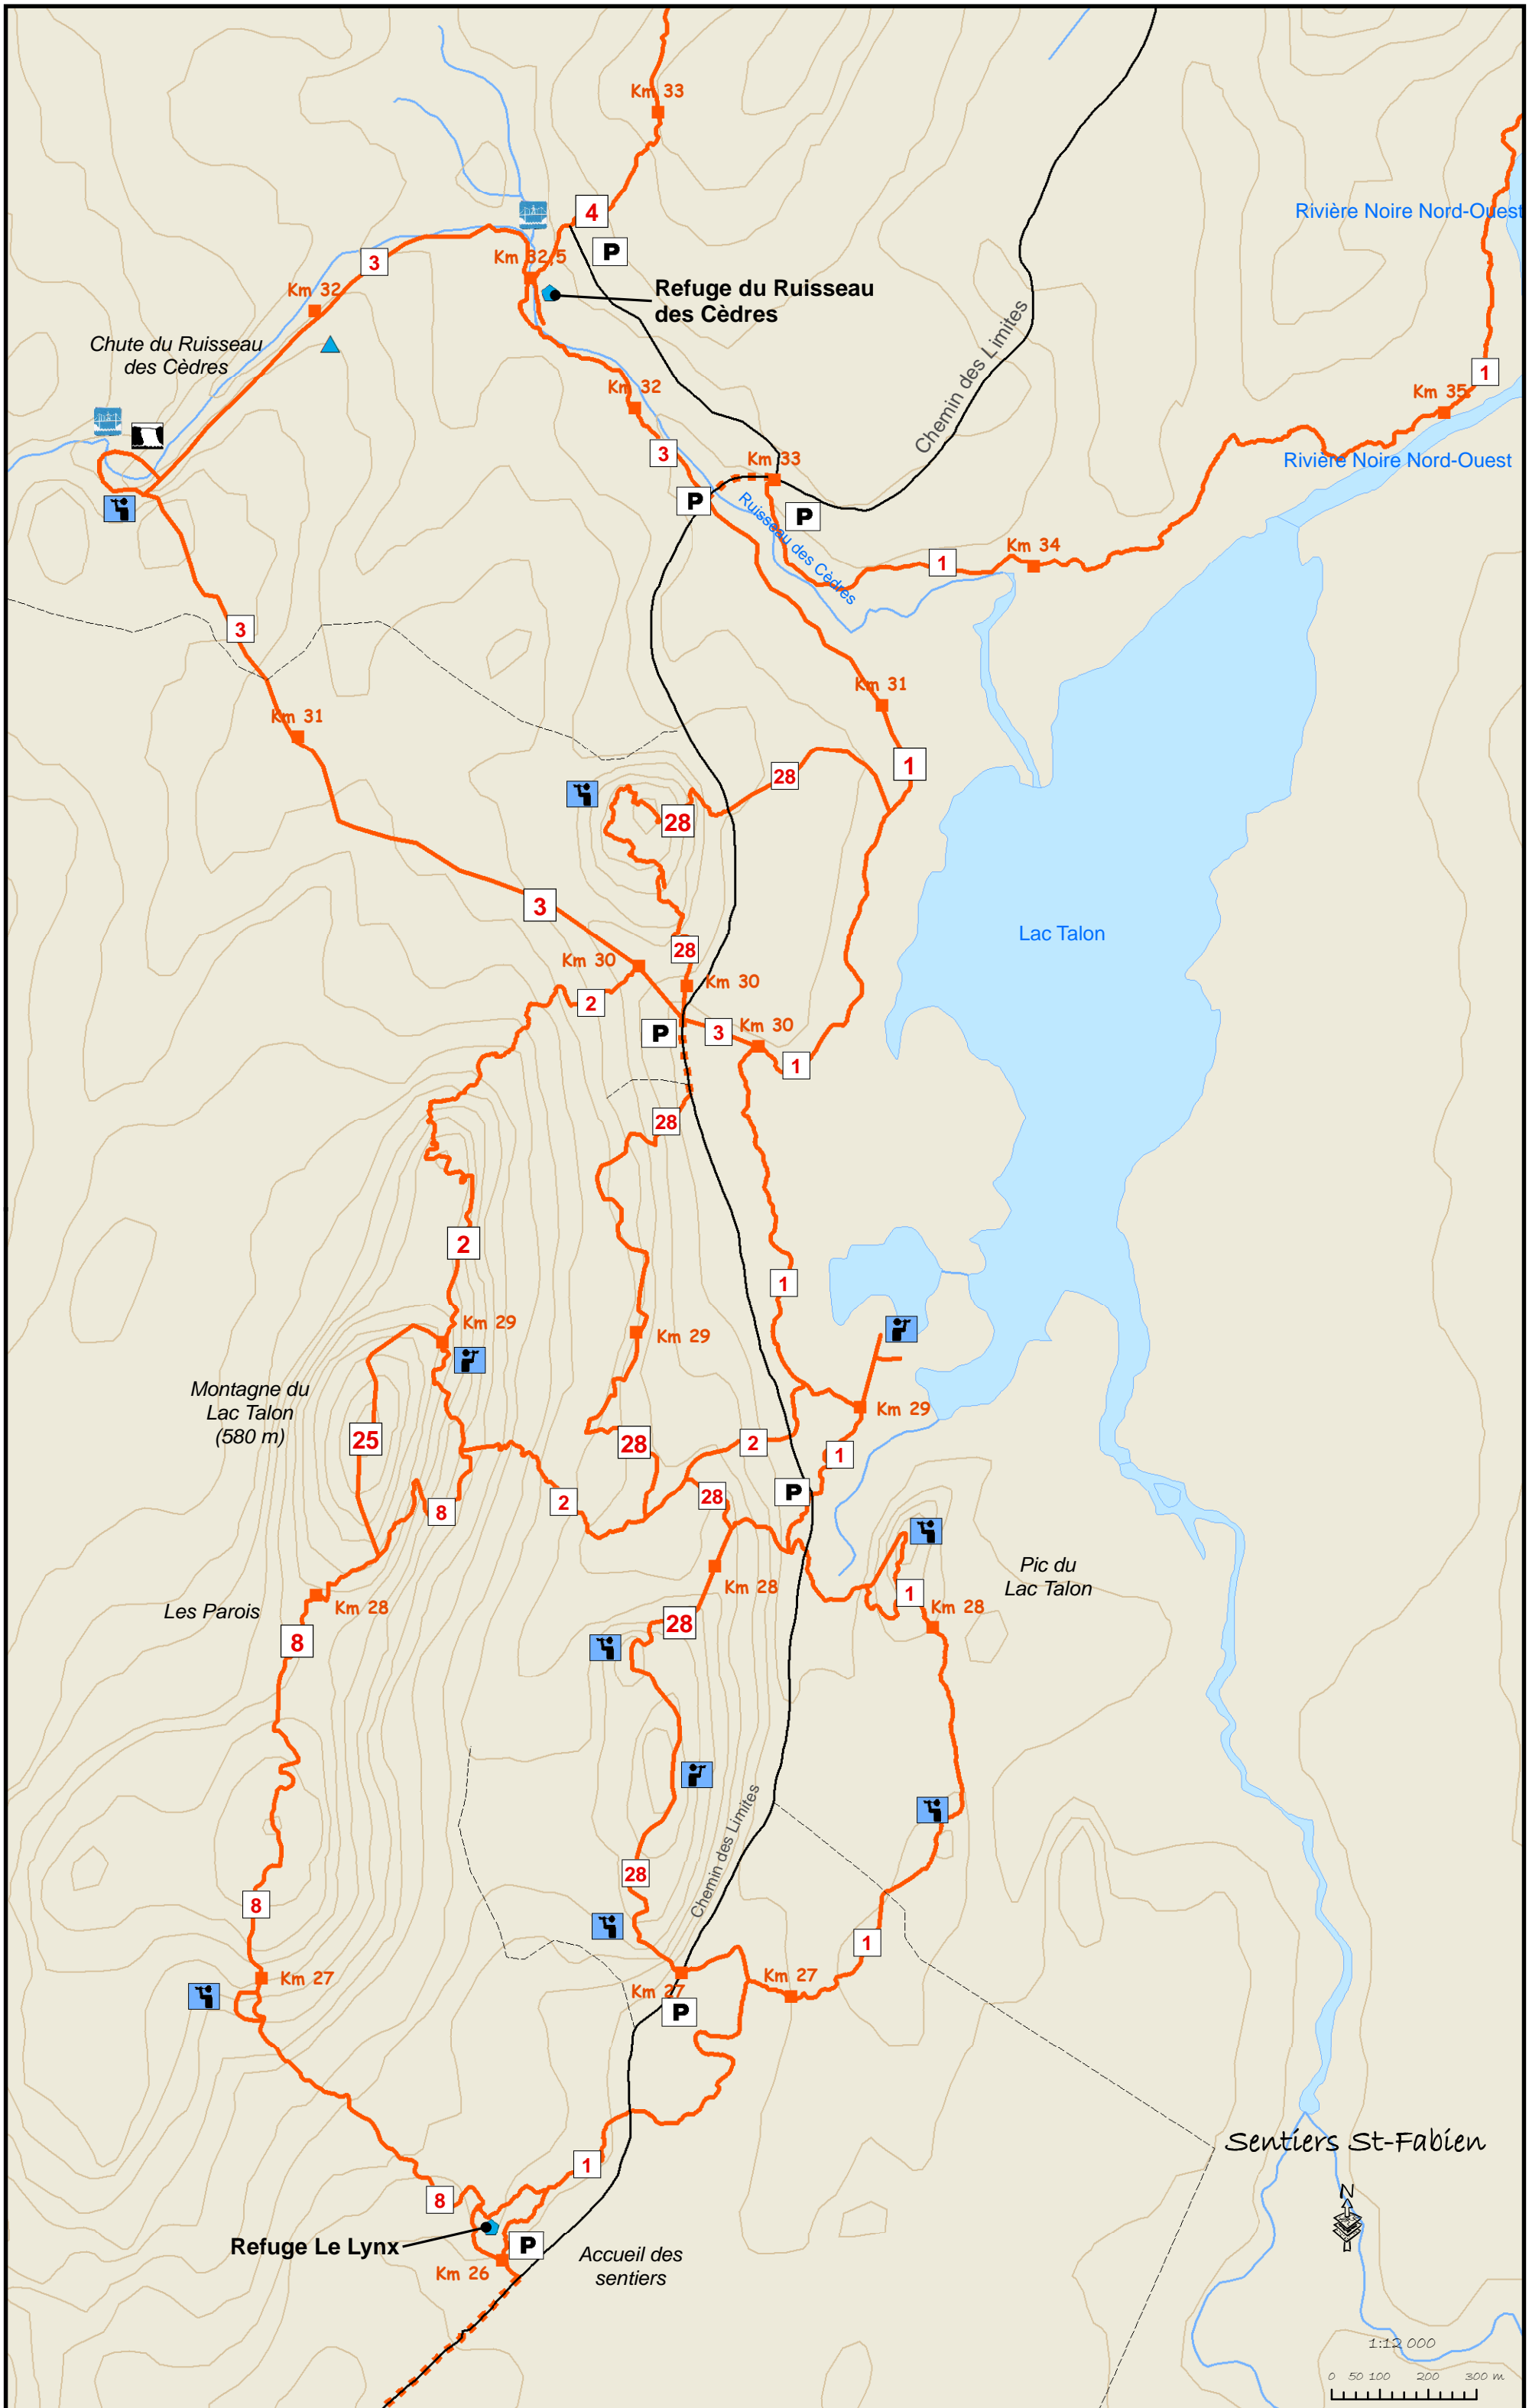 Km 33
Rivière Noire Nord-Ouest
4
P
Km 32,5
3
Km 32
Refuge du Ruisseau
des Cèdres
Chute du Ruisseau
des Cèdres
Chemin des Limites
1
Km 35
Km 32
3
Km 33
Rivière Noire Nord-Ouest
P
P
Ruisseau des Cèdres
Km 34
1
3
Km 31
Km 31
1
28
28
3
Lac Talon
28
Km 30
Km 30
2
P
3
Km 30
1
28
2
1
Km 29
Km 29
Montagne du
Lac Talon
(580 m)
Km 29
25
28
2
1
P
28
2
8
Pic du
Lac Talon
Km 28
1
Km 28
Km 28
Les Parois
28
8
Chemin des Limites
28
8
1
Km 27
Km 27
Km 27
P
Sentiers St-Fabien
1
N
8
Refuge Le Lynx
P
Km 26
Accueil des
sentiers
1:12 000
0 50 100 200 300 m